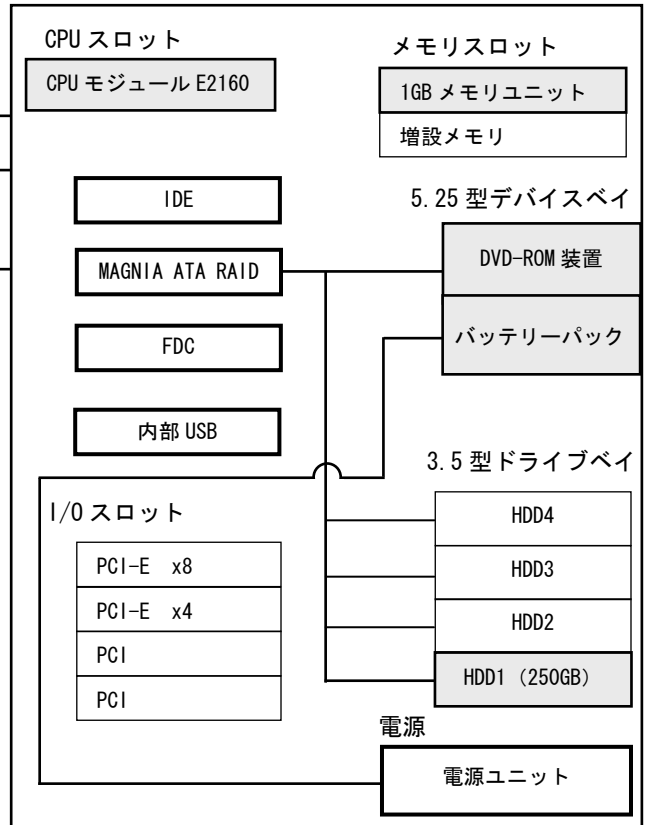 CPU スロット
CPU モジュール E2160
メモリスロット
1GB メモリユニット
増設メモリ
IDE
MAGNIA ATA RAID
FDC
内部 USB
5.25 型デバイスベイ
DVD-ROM 装置
バッテリーパック
3.5 型ドライブベイ
HDD4
HDD3
HDD2
HDD1 (250GB)
I/O スロット
PCI-E x8
PCI-E x4
PCI
PCI
電源
電源ユニット